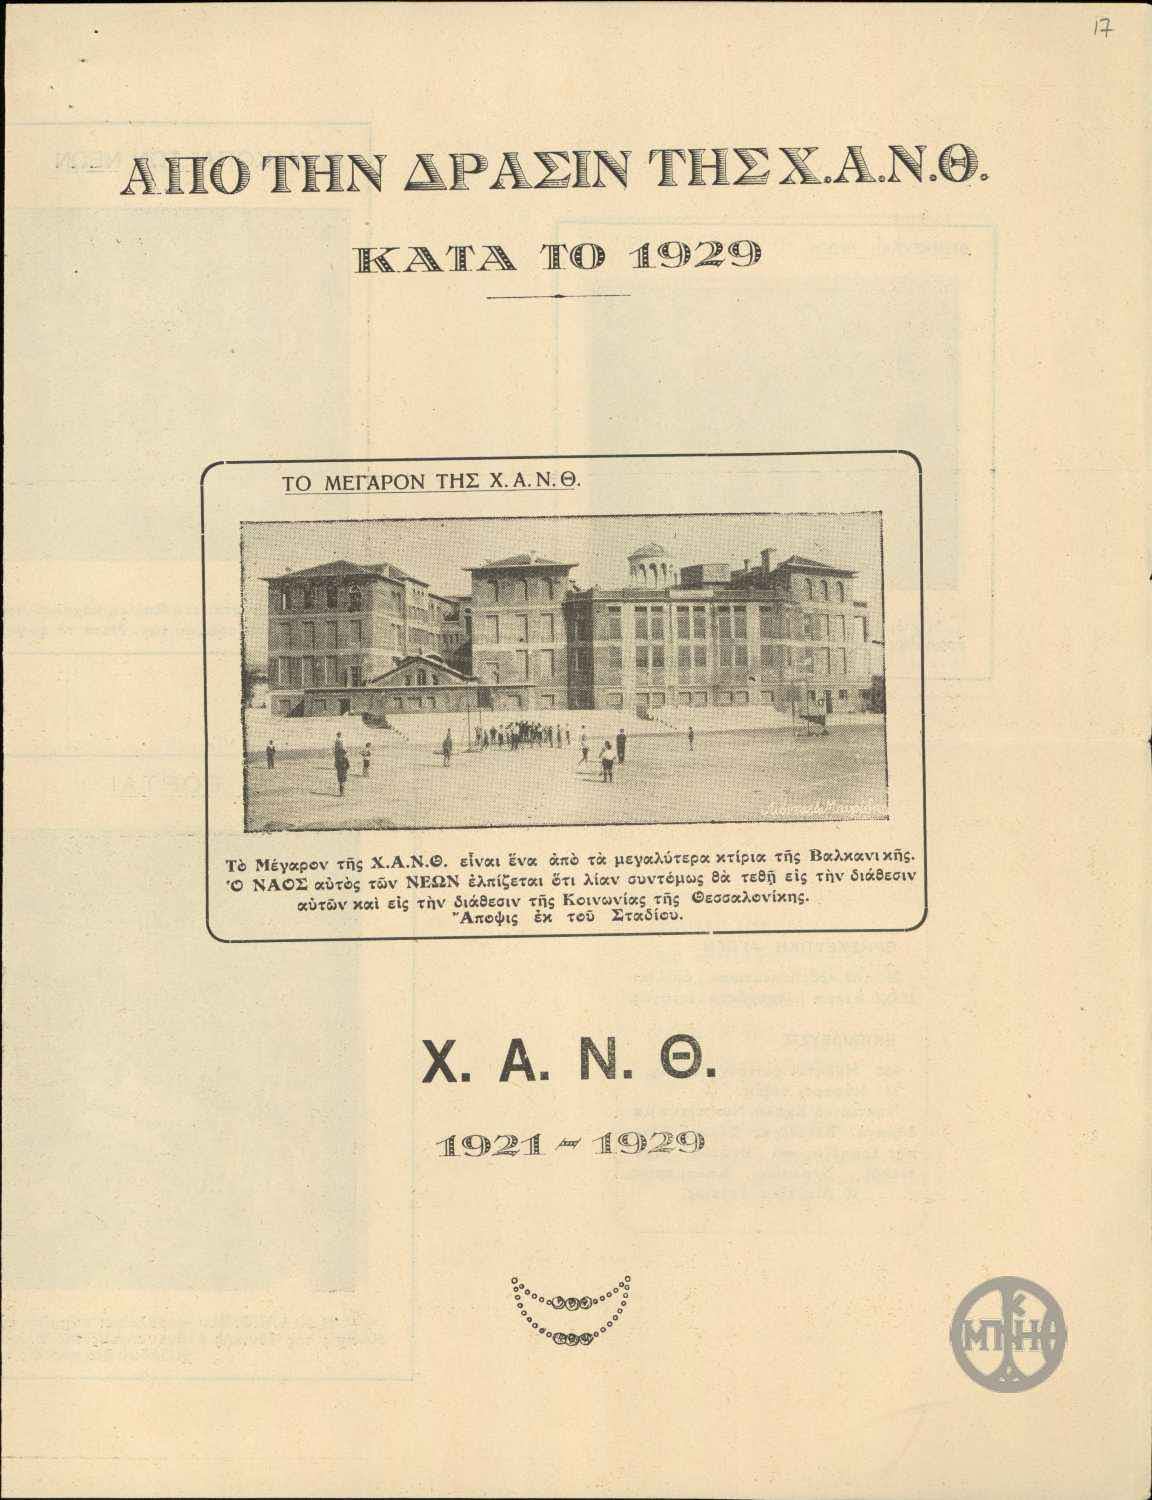 17
ΑΠΟ ΤΗΝ ΔΡΑΣΙΝ ΤΗΣ Χ.Α.Ν.Θ.
ΚΑΤΑ ΤΟ 1929
ΤΟ ΜΕΓΑΡΟΝ ΤΗΣ Χ.Α.Ν.Θ.
Τὸ Μέγαρον τῆς Χ.Α.Ν.Θ. εἶναι ἕνα ἀπὸ τὰ μεγαλύτερα κτίρια τῆς Βαλκανικῆς.
Ὁ ΝΑΟΣ αὐτὸς τῶν ΝΕΩΝ ἐλπίζεται ὅτι λίαν συντόμως θὰ τεθῇ εἰς τὴν διάθεσιν
αὐτῶν καὶ εἰς τὴν διάθεσιν τῆς Κοινωνίας τῆς Θεσσαλονίκης.
Ἄποψις ἐκ τοῦ Σταδίου.
Χ. Α. Ν. Θ.
1921 - 1929